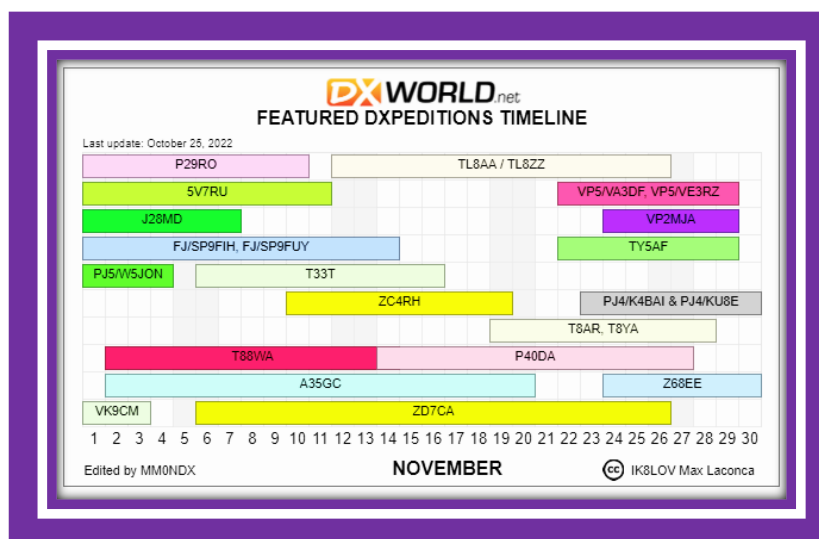 DXWORLD.net
FEATURED DXPEDITIONS TIMELINE
Last update: October 25, 2022
P29RO TL8AA / TL8ZZ
5V7RU VP5/VA3DF, VP5/VE3RZ
J28MD VP2MJA
FJ/SP9FIH, FJ/SP9FUY TY5AF
PJ5/W5JON T33T
ZC4RH PJ4/K4BAI & PJ4/KU8E
T8AR, T8YA
T88WA P40DA
A35GC Z68EE
VK9CM ZD7CA
1 2 3 4 5 6 7 8 9 10 11 12 13 14 15 16 17 18 19 20 21 22 23 24 25 26 27 28 29 30
Edited by MM0NDX NOVEMBER cc IK8LOV Max Laconca